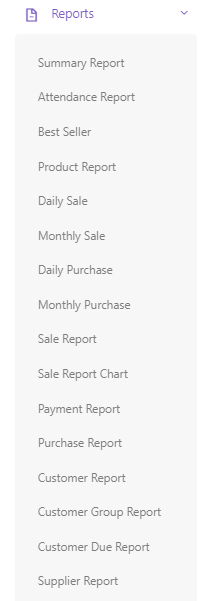 Reports
Summary Report
Attendance Report
Best Seller
Product Report
Daily Sale
Monthly Sale
Daily Purchase
Monthly Purchase
Sale Report
Sale Report Chart
Payment Report
Purchase Report
Customer Report
Customer Group Report
Customer Due Report
Supplier Report